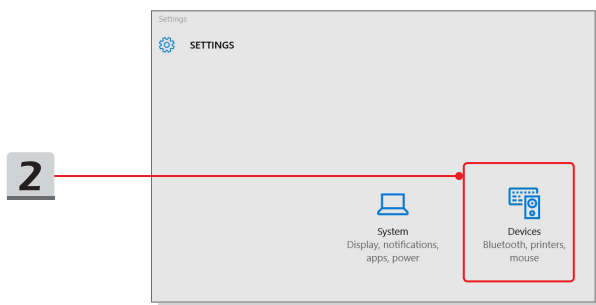 Settings
SETTINGS
2
System
Display, notifications,
apps, power
Devices
Bluetooth, printers,
mouse